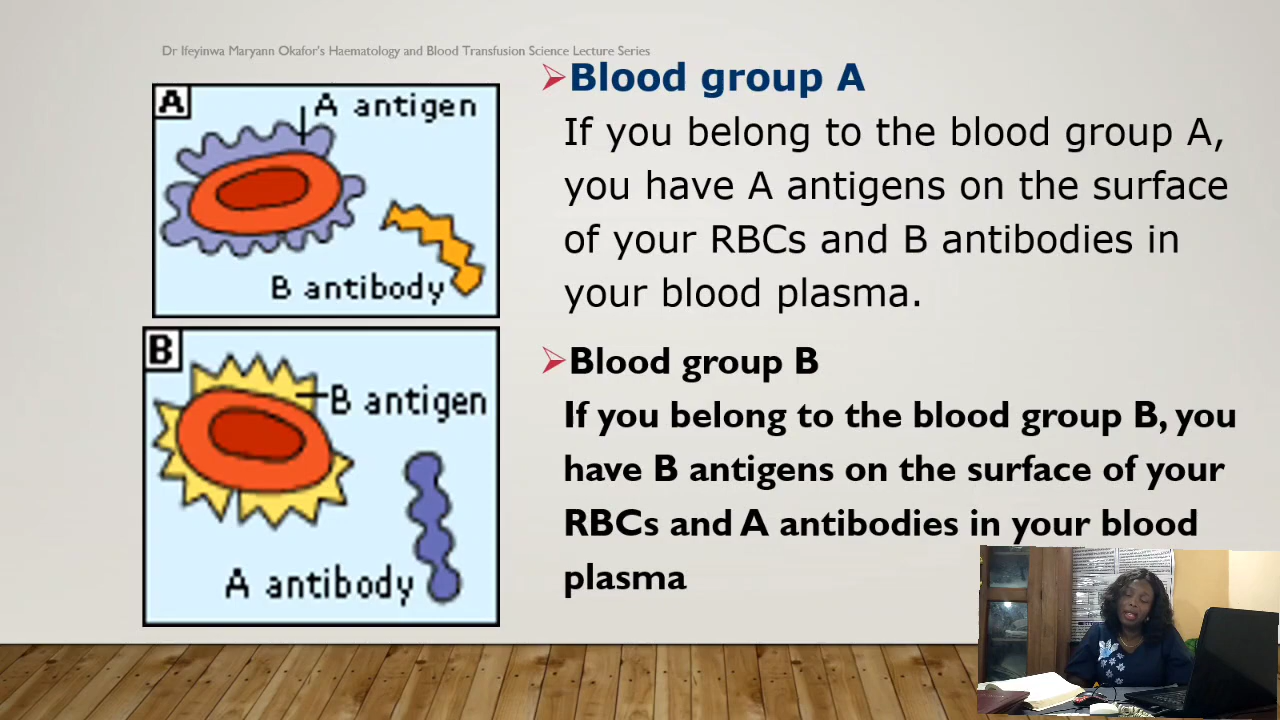 Dr Ifeyinwa Maryann Okafor's Haematology and Blood Transfusion Science Lecture Series
A
A antigen
B antibody
B
B antigen
A antibody
Blood group A
If you belong to the blood group A,
you have A antigens on the surface
of your RBCs and B antibodies in
your blood plasma.
Blood group B
If you belong to the blood group B, you
have B antigens on the surface of your
RBCs and A antibodies in your blood
plasma